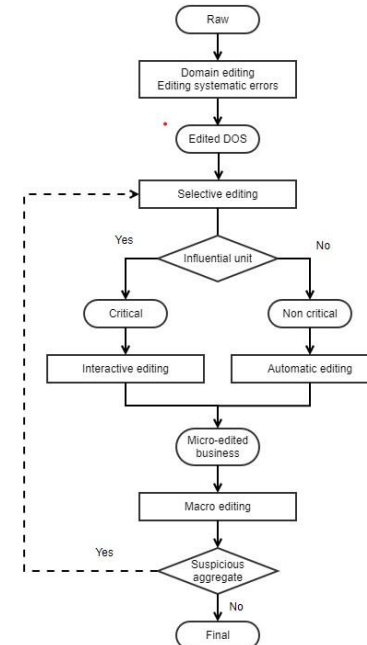 Raw
Domain editing
Editing systematic errors
Edited DOS
Selective editing
Yes
No
Influential unit
Critical
Non critical
Interactive editing
Automatic editing
Micro-edited
business
Macro editing
Yes
Suspicious
aggregate
No
Final